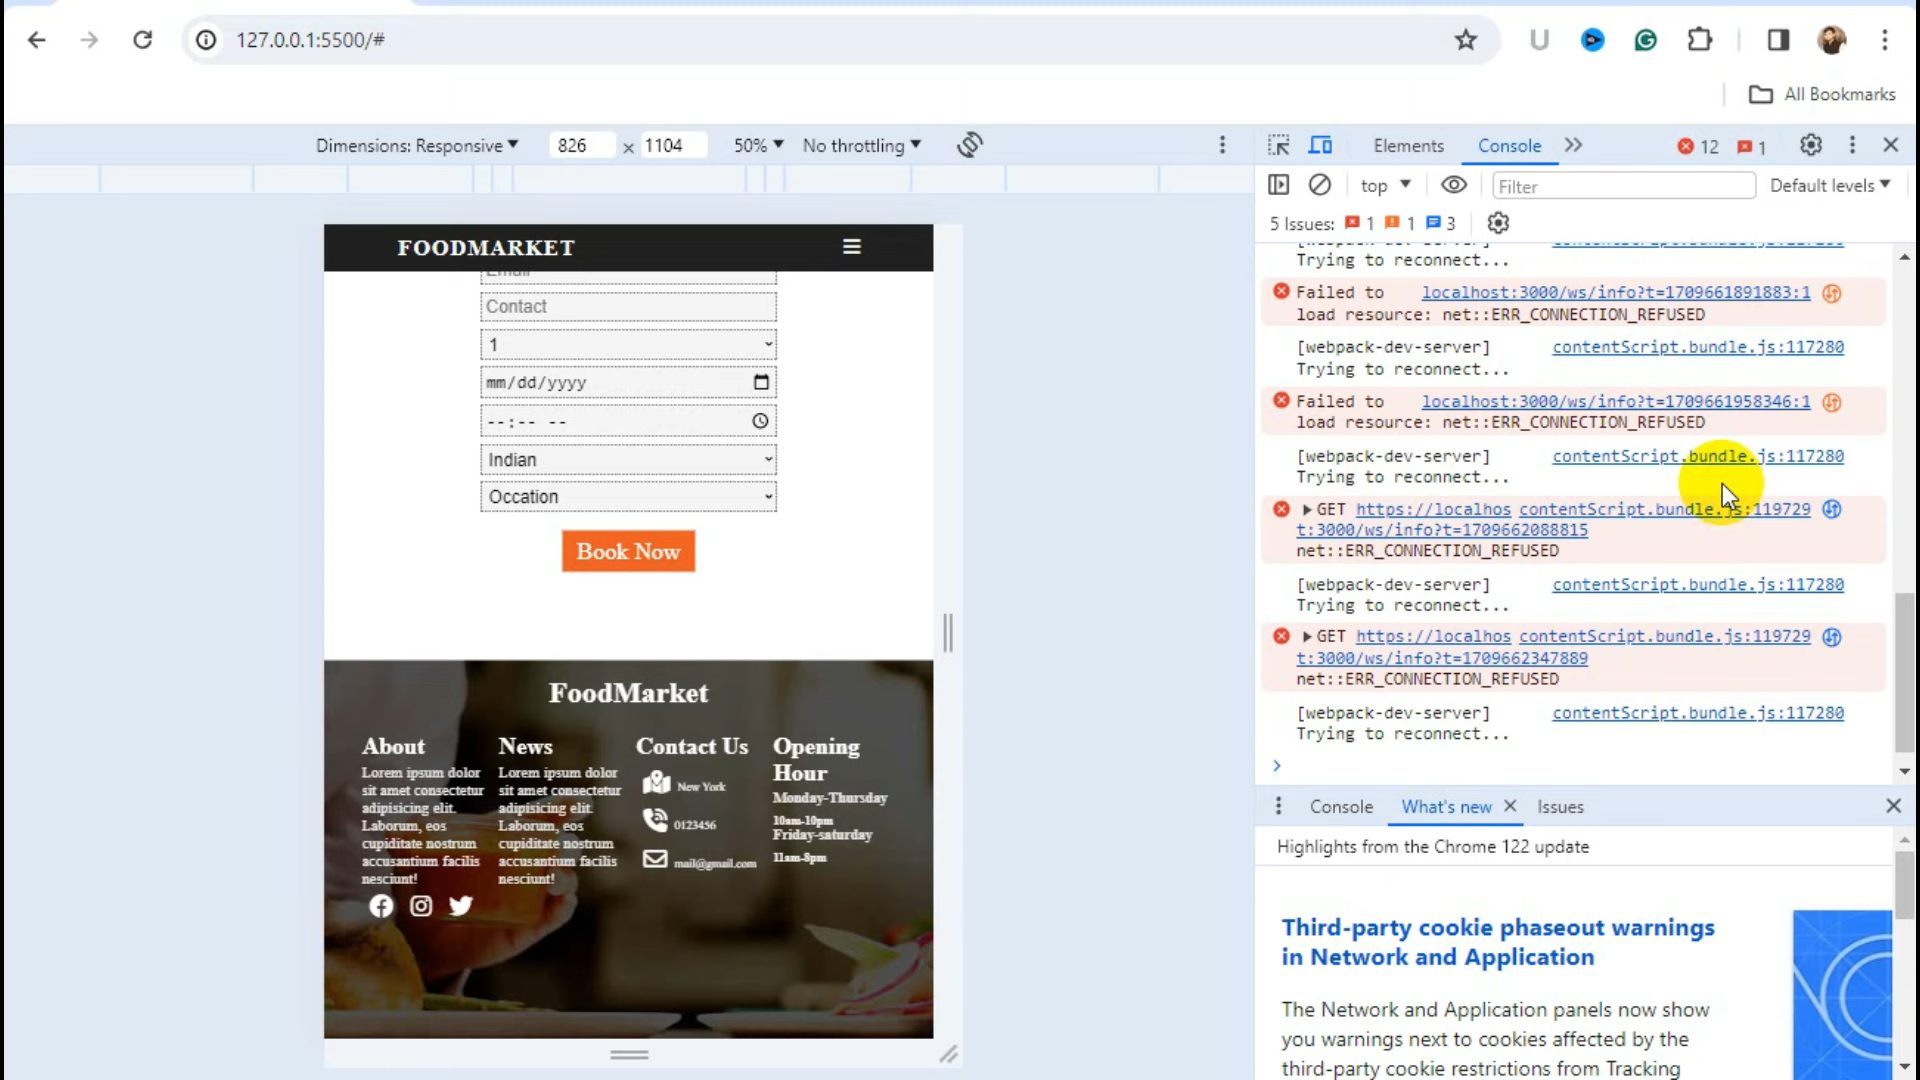 127.0.0.1:5500/#
All Bookmarks
Dimensions: Responsive 826 × 1104 50% No throttling
Elements Console 12 1
top Filter Default levels
5 Issues: 1 1 3
FOODMARKET
Email
Contact
1
mm/dd/yyyy
--:-- --
Indian
Occation
Book Now
FoodMarket
About
Lorem ipsum dolor
sit amet consectetur
adipisicing elit.
Laborum, eos
cupiditate nostrum
accusantium facilis
nesciunt!
News
Lorem ipsum dolor
sit amet consectetur
adipisicing elit.
Laborum, eos
cupiditate nostrum
accusantium facilis
nesciunt!
Contact Us
New York
0123456
mail@gmail.com
Opening
Hour
Monday-Thursday
10am-10pm
Friday-saturday
11am-8pm
Trying to reconnect...
Failed to localhost:3000/ws/info?t=1709661891883:1
load resource: net::ERR_CONNECTION_REFUSED
[webpack-dev-server] contentScript.bundle.js:117280
Trying to reconnect...
Failed to localhost:3000/ws/info?t=1709661958346:1
load resource: net::ERR_CONNECTION_REFUSED
[webpack-dev-server] contentScript.bundle.js:117280
Trying to reconnect...
GET https://localhos contentScript.bundle.js:119729
t:3000/ws/info?t=1709662088815
net::ERR_CONNECTION_REFUSED
[webpack-dev-server] contentScript.bundle.js:117280
Trying to reconnect...
GET https://localhos contentScript.bundle.js:119729
t:3000/ws/info?t=1709662347889
net::ERR_CONNECTION_REFUSED
[webpack-dev-server] contentScript.bundle.js:117280
Trying to reconnect...
Console What's new Issues
Highlights from the Chrome 122 update
Third-party cookie phaseout warnings
in Network and Application
The Network and Application panels now show
you warnings next to cookies affected by the
third-party cookie restrictions from Tracking